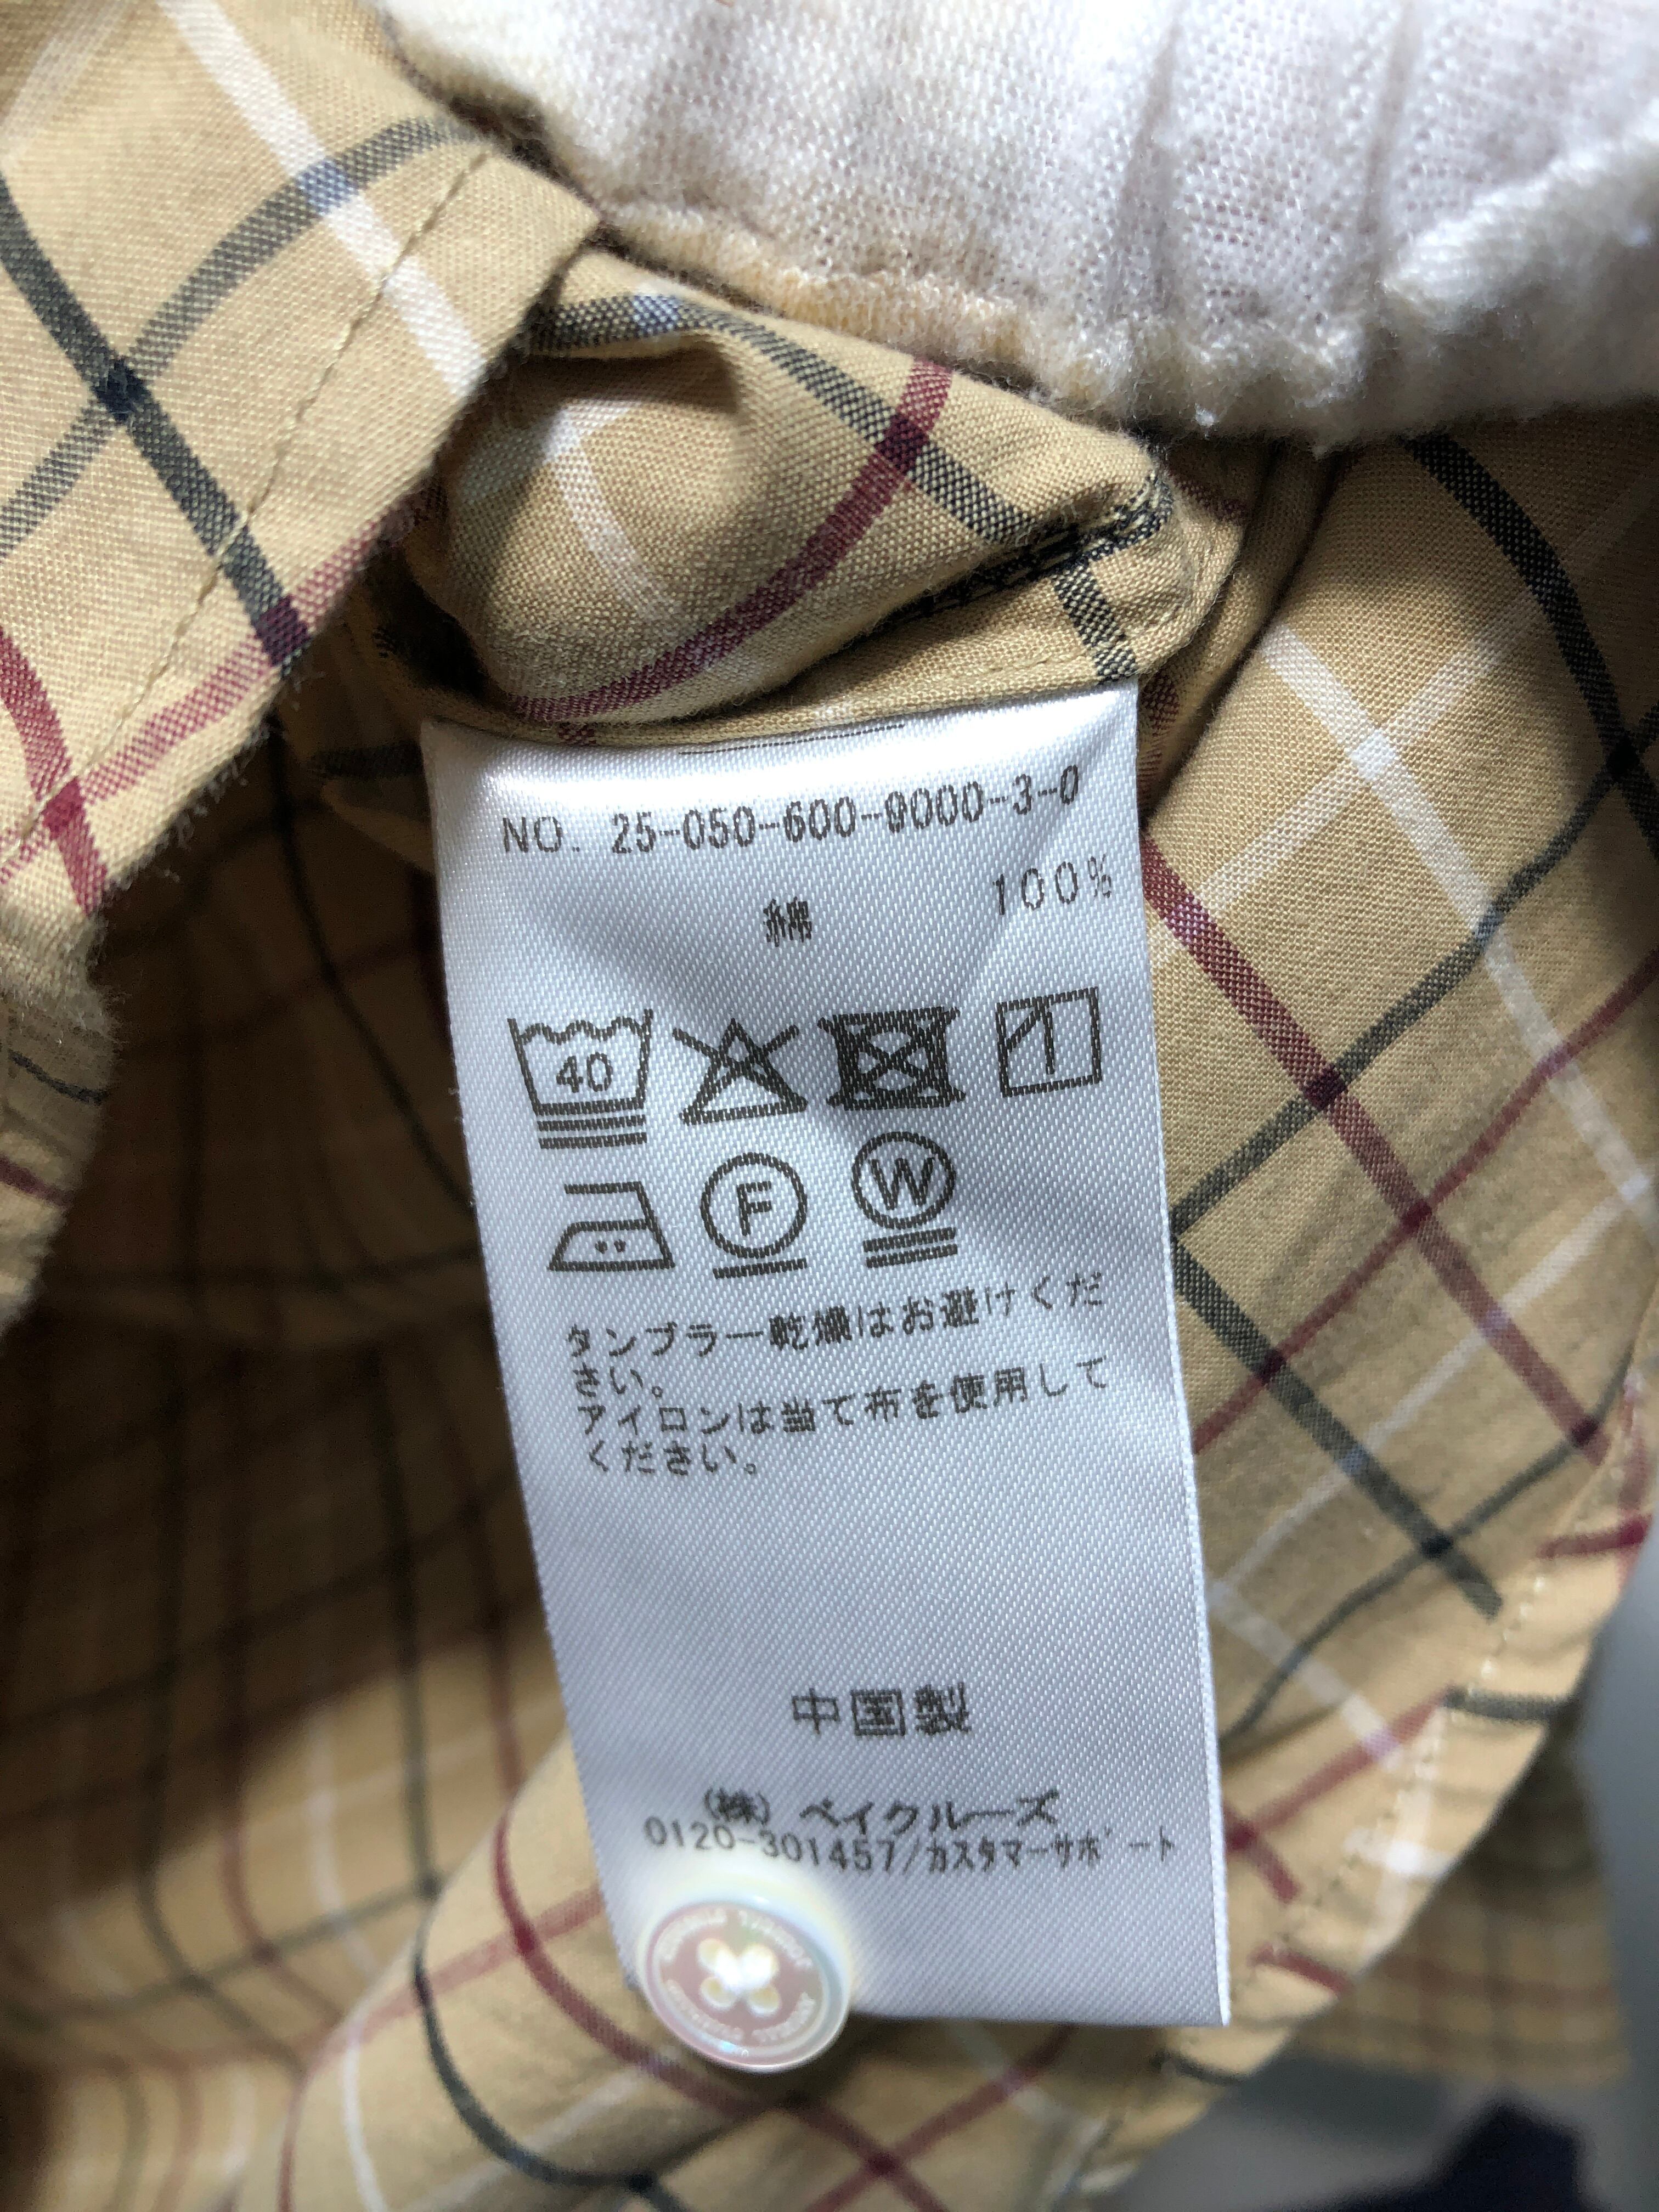 NO. 25-050-600-9000-3-0
綿 100%
40
F W
タンブラー乾燥はお避けくだ
さい。
アイロンは当て布を使用して
ください。
中国製
(株) ベイクルーズ
0120-301457/ｶｽﾀﾏｰｻﾎﾟｰﾄ